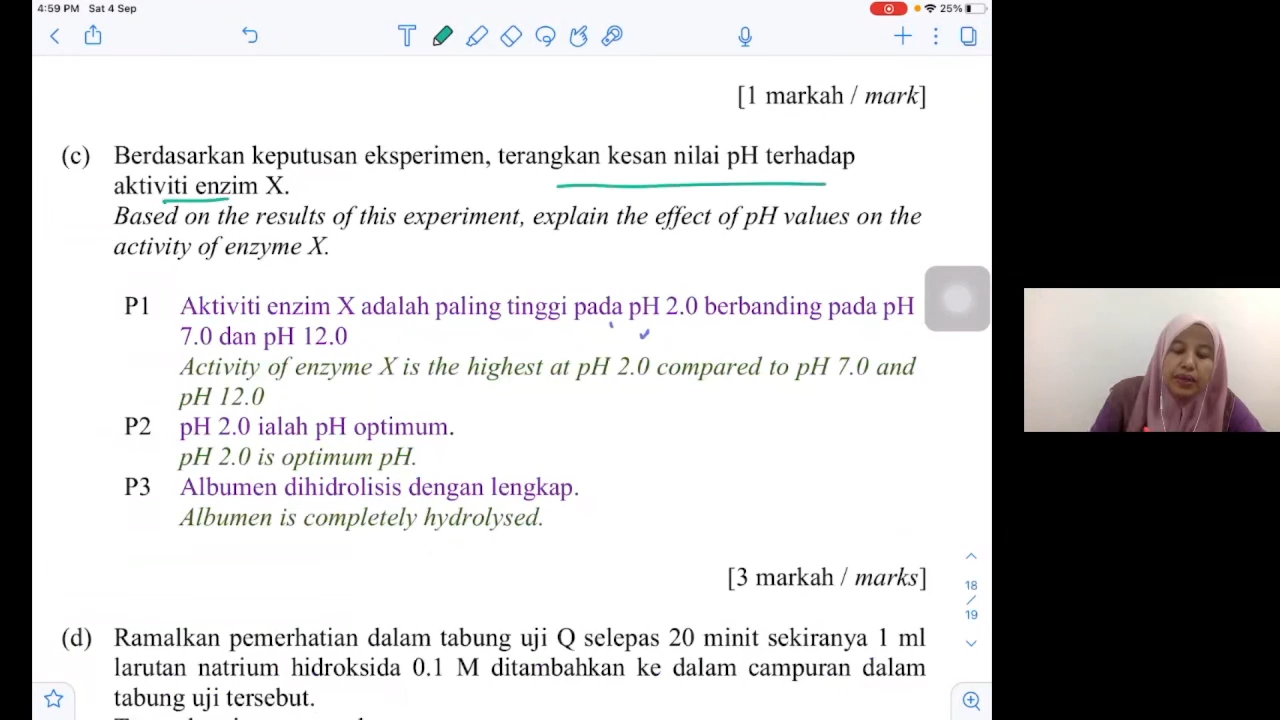 4:59 PM Sat 4 Sep
25%
[1 markah / mark]
(c) Berdasarkan keputusan eksperimen, terangkan kesan nilai pH terhadap
aktiviti enzim X.
Based on the results of this experiment, explain the effect of pH values on the
activity of enzyme X.
P1 Aktiviti enzim X adalah paling tinggi pada pH 2.0 berbanding pada pH
7.0 dan pH 12.0
Activity of enzyme X is the highest at pH 2.0 compared to pH 7.0 and
pH 12.0
P2 pH 2.0 ialah pH optimum.
pH 2.0 is optimum pH.
P3 Albumen dihidrolisis dengan lengkap.
Albumen is completely hydrolysed.
[3 markah / marks]
18
/
19
(d) Ramalkan pemerhatian dalam tabung uji Q selepas 20 minit sekiranya 1 ml
larutan natrium hidroksida 0.1 M ditambahkan ke dalam campuran dalam
tabung uji tersebut.